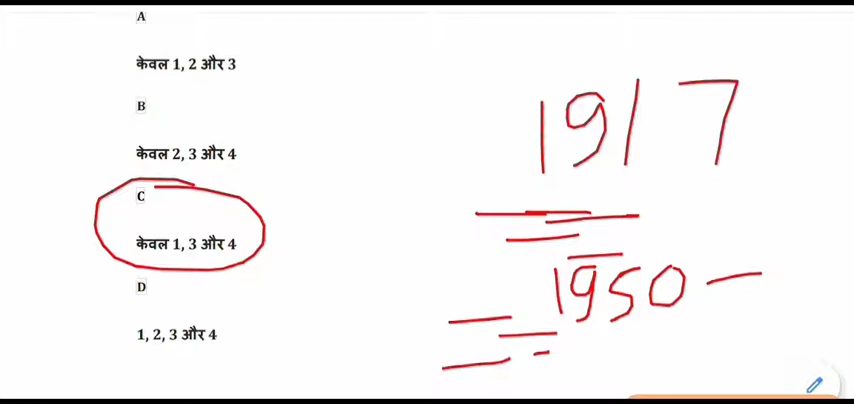 A
केवल 1, 2 और 3
B
केवल 2, 3 और 4
C
केवल 1, 3 और 4
D
1, 2, 3 और 4
1917
1950